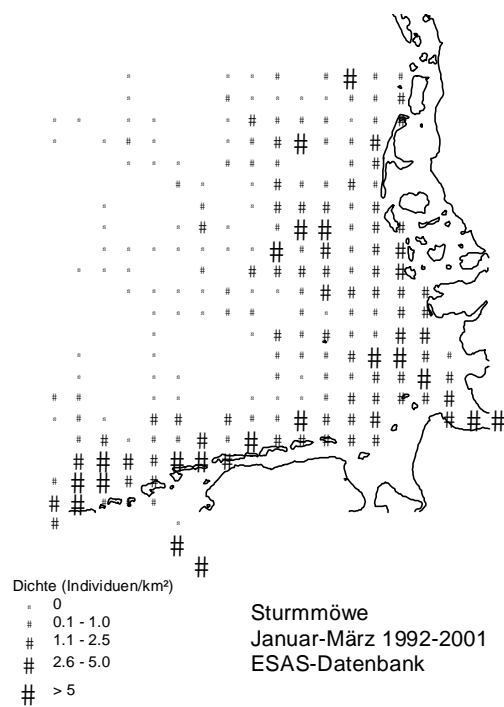 Dichte (Individuen/km²)
0
# 0.1 - 1.0
# 1.1 - 2.5
# 2.6 - 5.0
# > 5
Sturmmöwe
Januar-März 1992-2001
ESAS-Datenbank